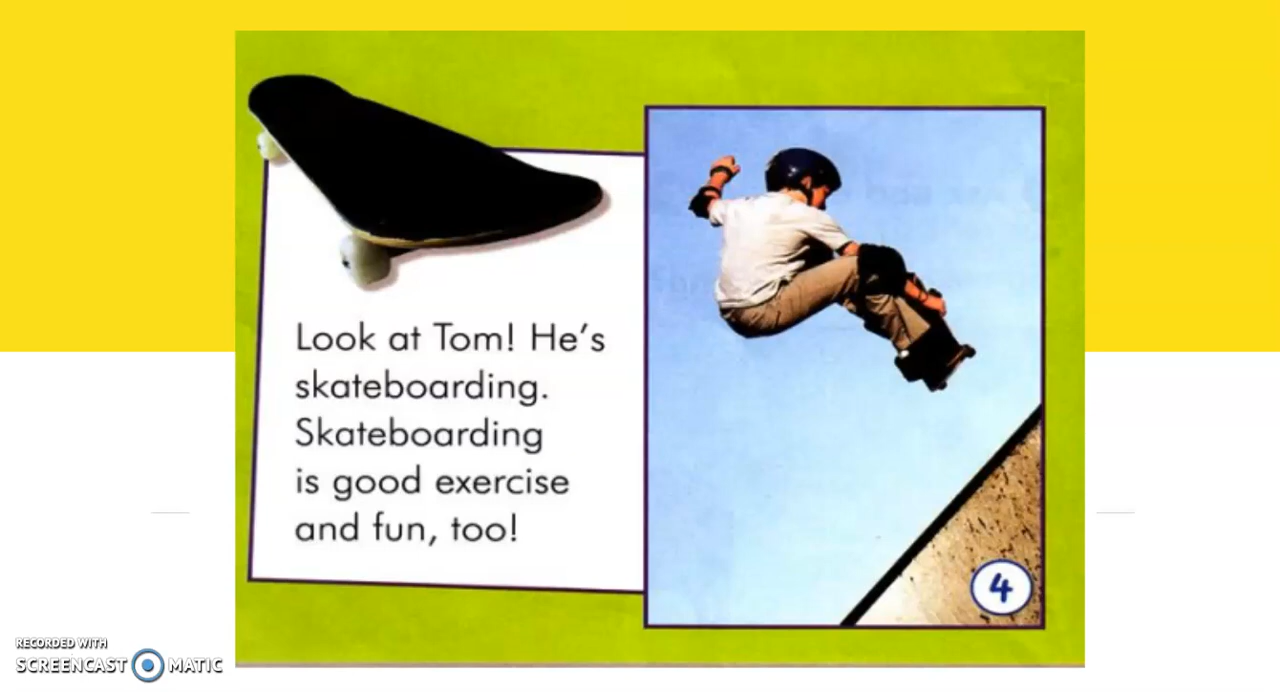 Look at Tom! He's
skateboarding.
Skateboarding
is good exercise
and fun, too!
4
RECORDED WITH
SCREENCAST MATIC